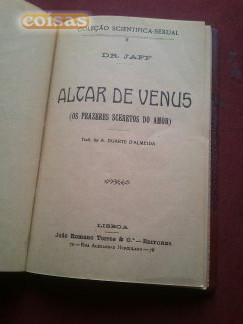 coisas
COLEÇÃO SCIENTIFICA-SEXUAL
DR. JAFF
ALTAR DE VENUS
(OS PRAZERES SECRETOS DO AMOR)
Trad. de A. DUARTE D'ALMEIDA
LISBOA
João Romano Torres & C.ª — EDITORES
RUA ALEXANDRE HERCULANO